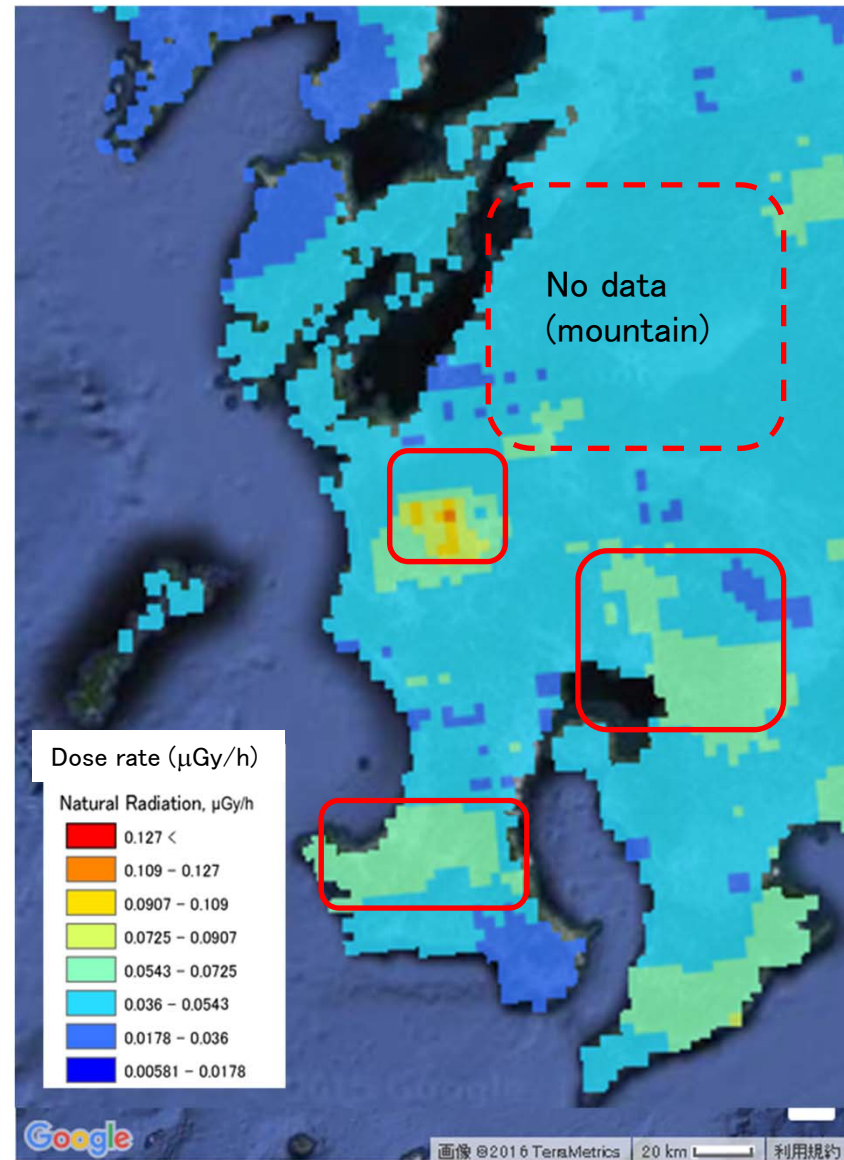 No data
(mountain)
Dose rate (μGy/h)
Natural Radiation, μGy/h
0.127 <
0.109 - 0.127
0.0907 - 0.109
0.0725 - 0.0907
0.0543 - 0.0725
0.036 - 0.0543
0.0178 - 0.036
0.00581 - 0.0178
Google
画像 ©2016 TerraMetrics
20 km
利用規約